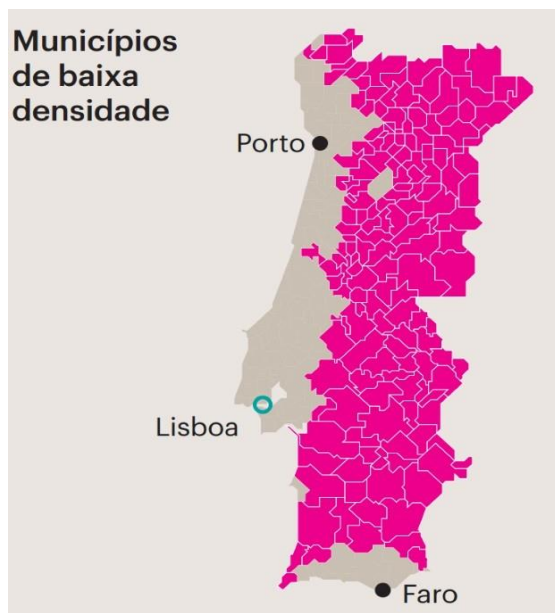 Municípios
de baixa
densidade
Porto
Lisboa
Faro